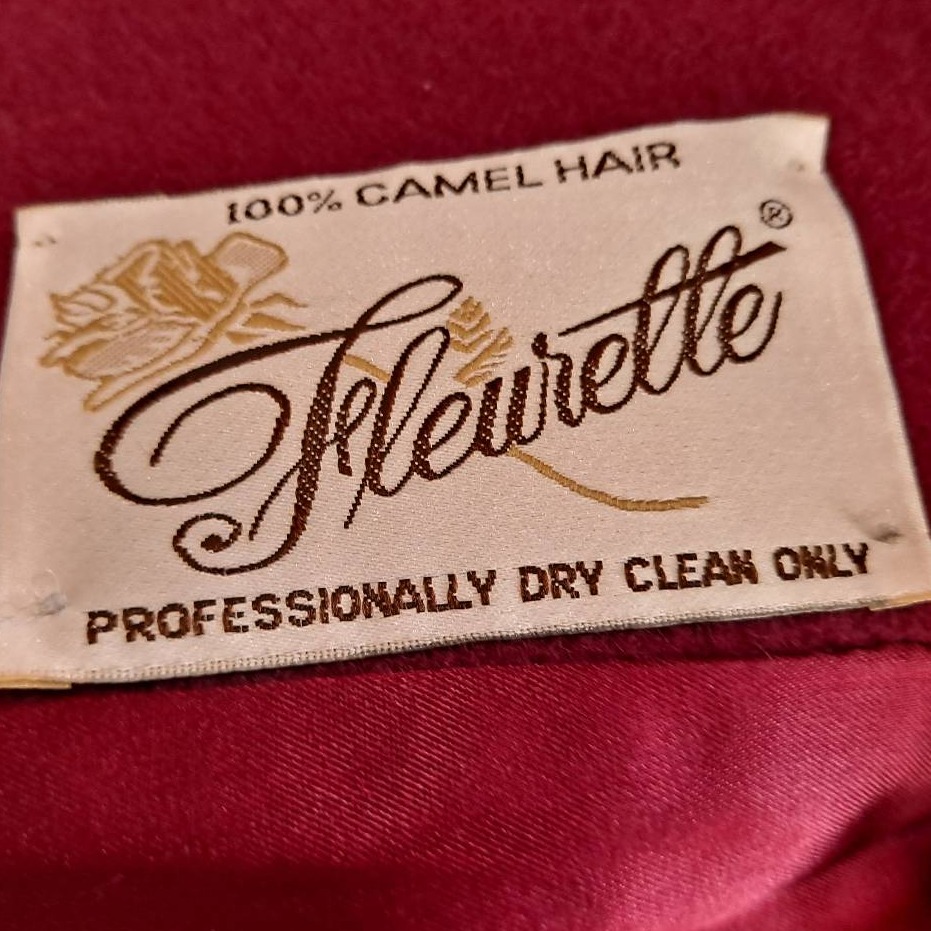 100% CAMEL HAIR
Fleurette®
PROFESSIONALLY DRY CLEAN ONLY